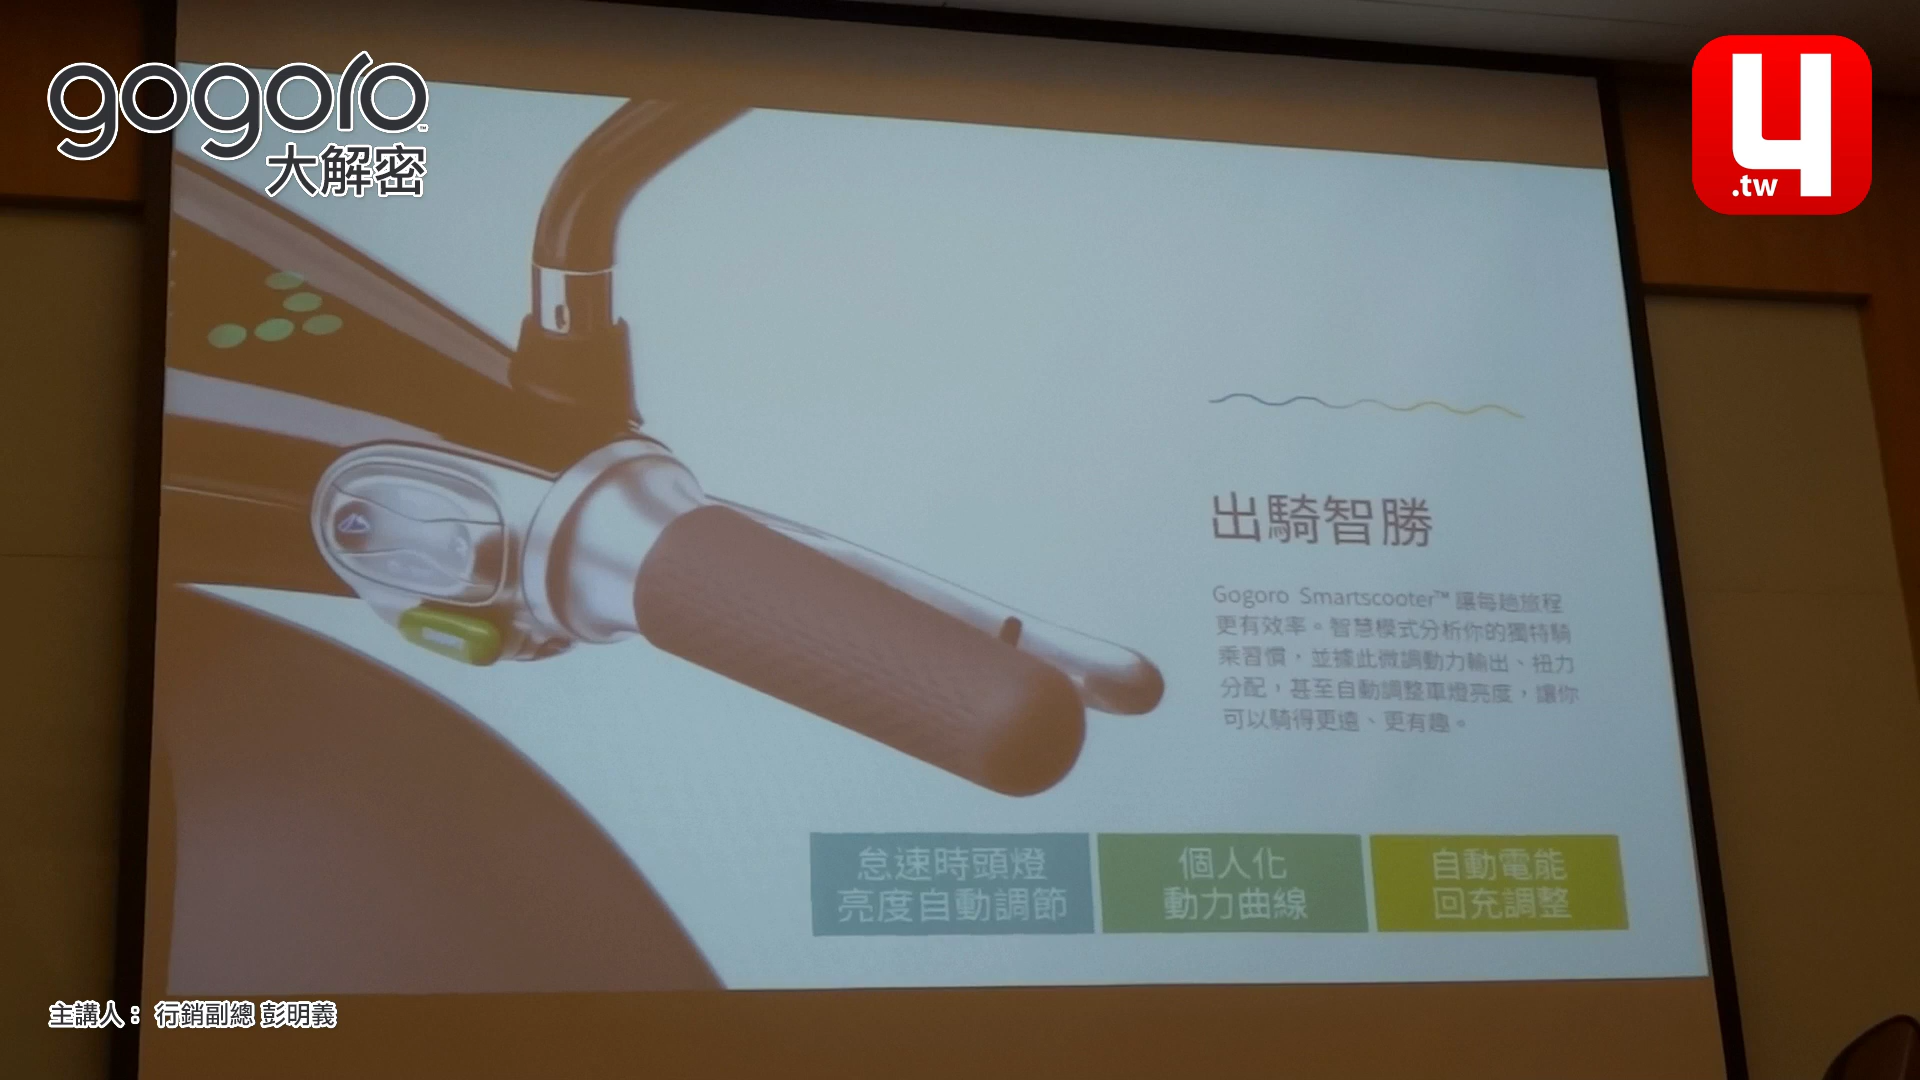 gogoro™
大解密
4
.tw
出騎智勝
Gogoro Smartscooter™ 讓每趟旅程
更有效率。智慧模式分析你的獨特騎
乘習慣，並據此微調動力輸出、扭力
分配，甚至自動調整車燈亮度，讓你
可以騎得更遠、更有趣。
怠速時頭燈
亮度自動調節
個人化
動力曲線
自動電能
回充調整
主講人： 行銷副總 彭明義